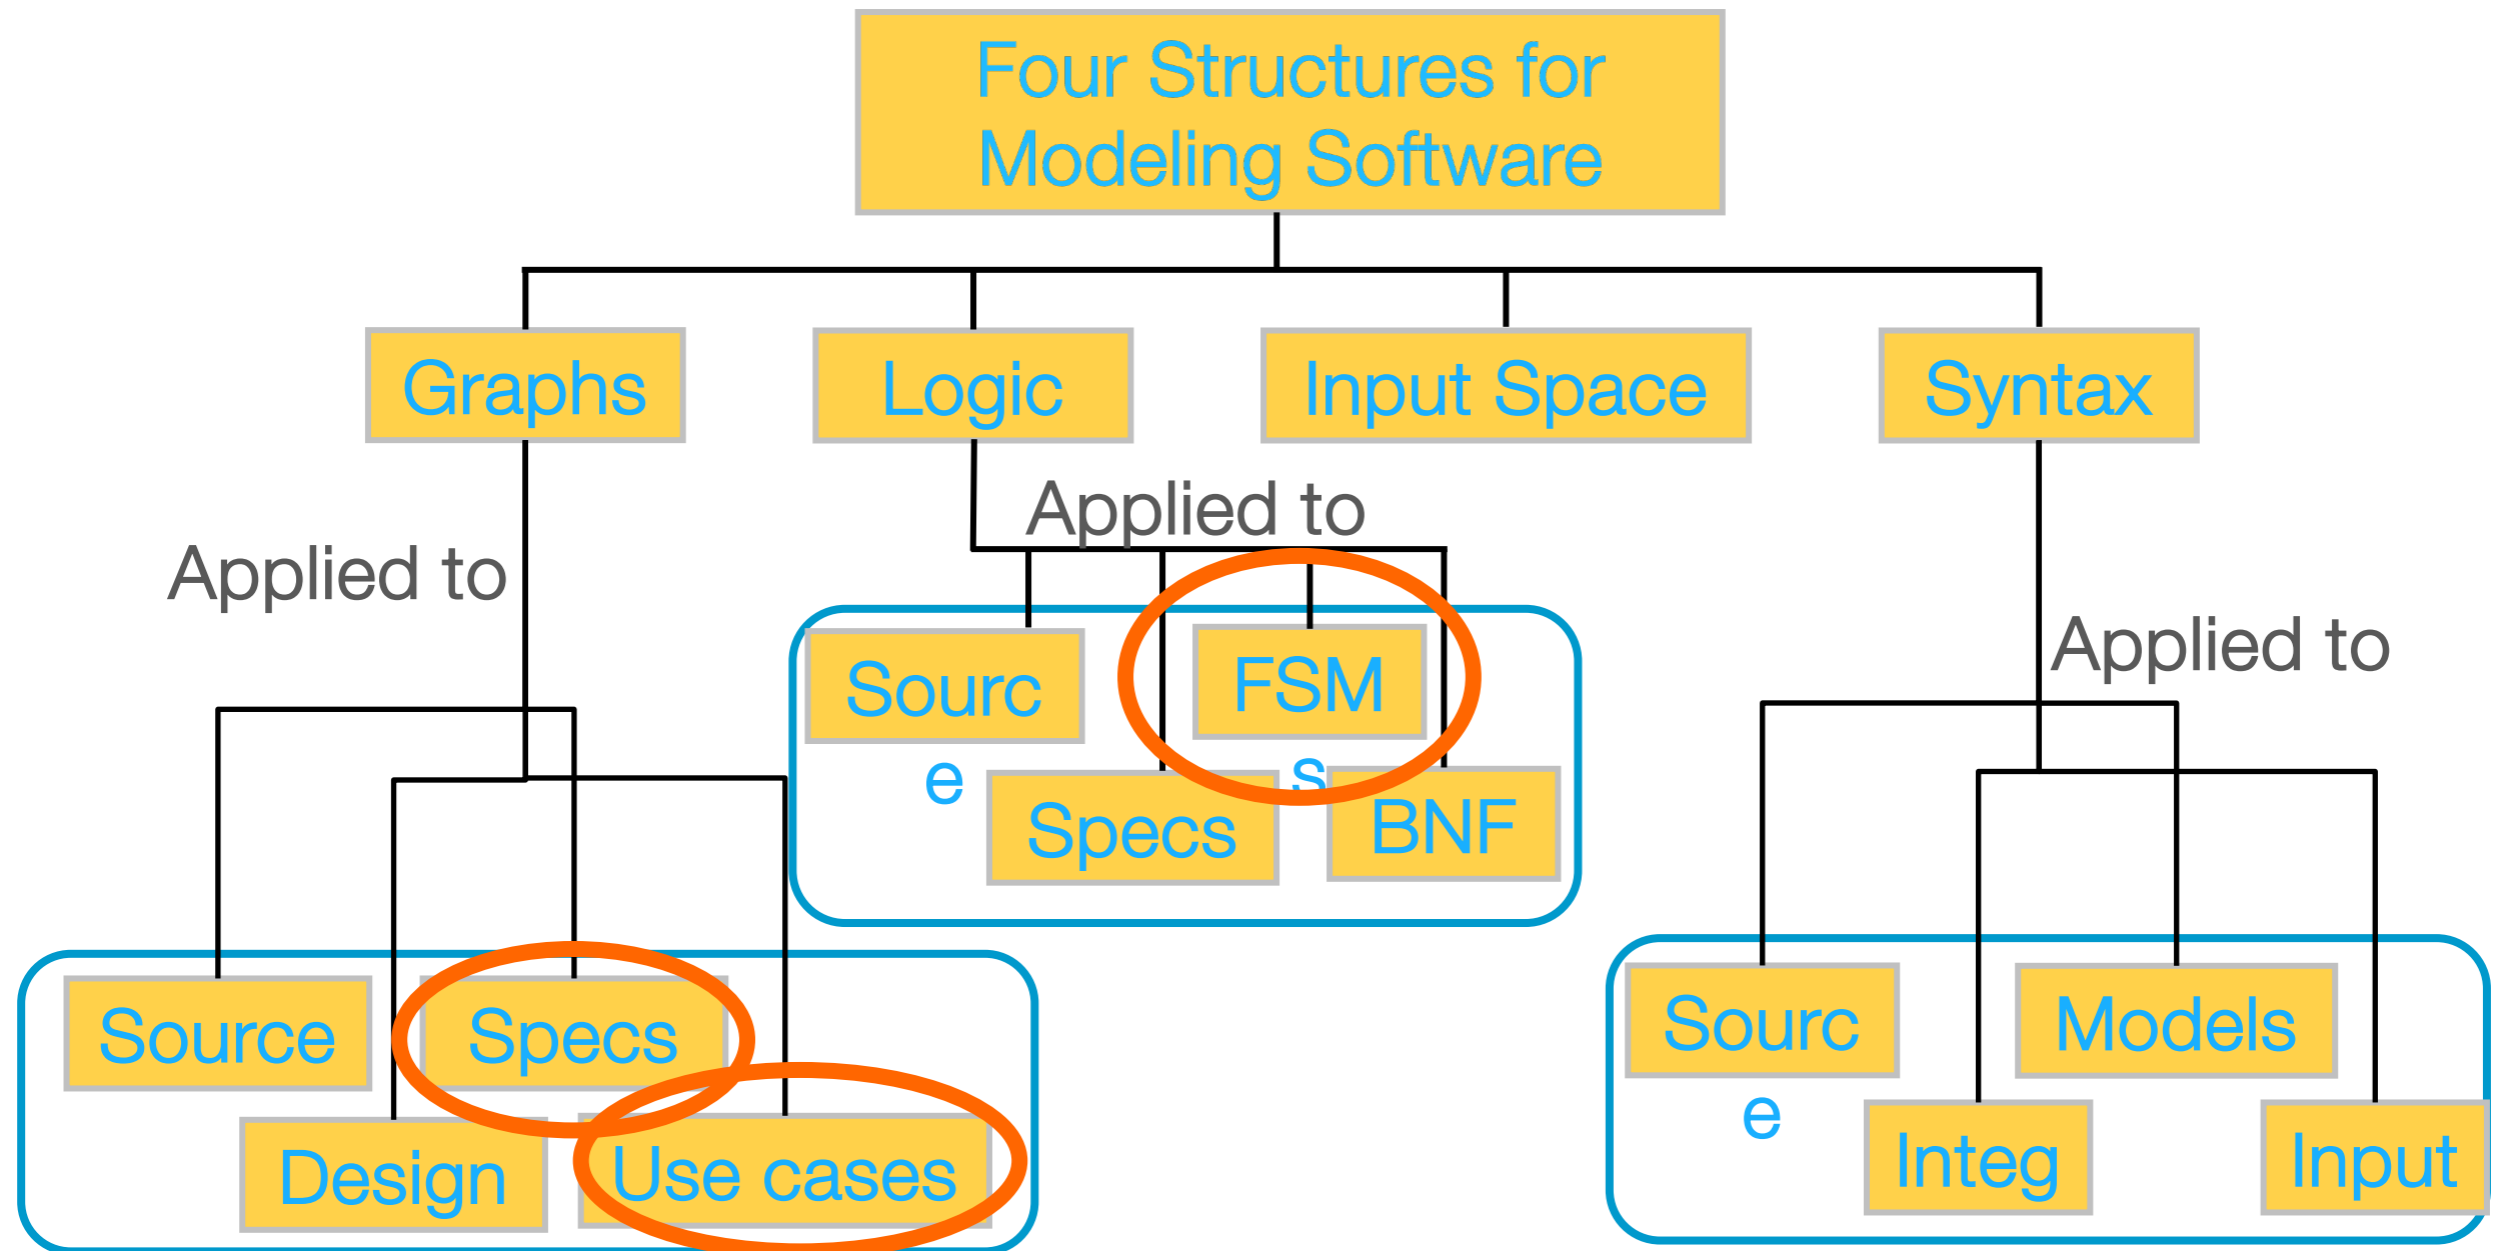 Four Structures for
Modeling Software
Graphs
Logic
Input Space
Syntax
Applied to
Applied to
Applied to
Sourc
e
FSM
s
Specs
BNF
Source
Specs
Design
Use cases
Sourc
e
Models
Integ
Input